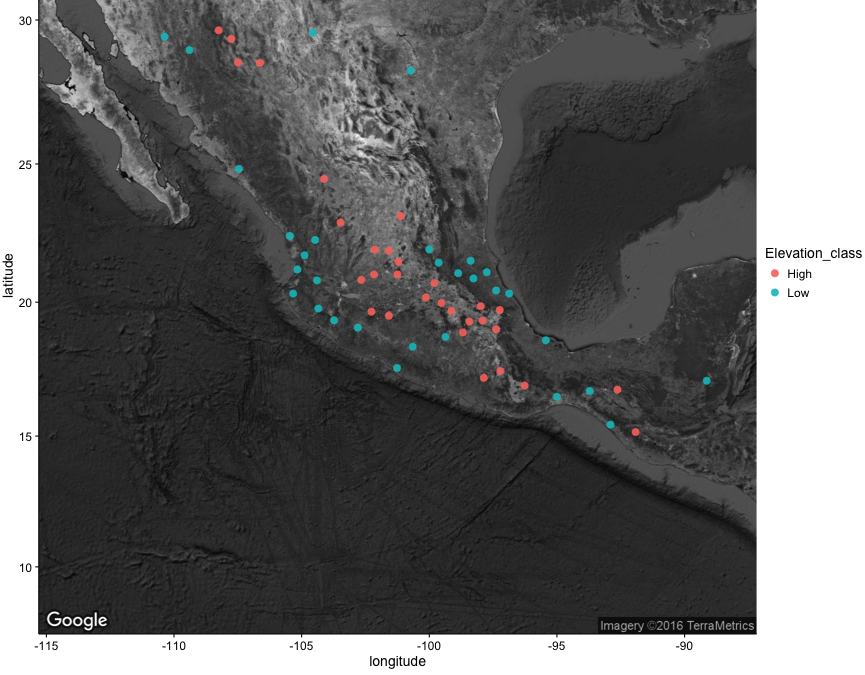 30
25
20
15
10
latitude
-115
-110
-105
-100
-95
-90
longitude
Elevation_class
High
Low
Google
Imagery ©2016 TerraMetrics